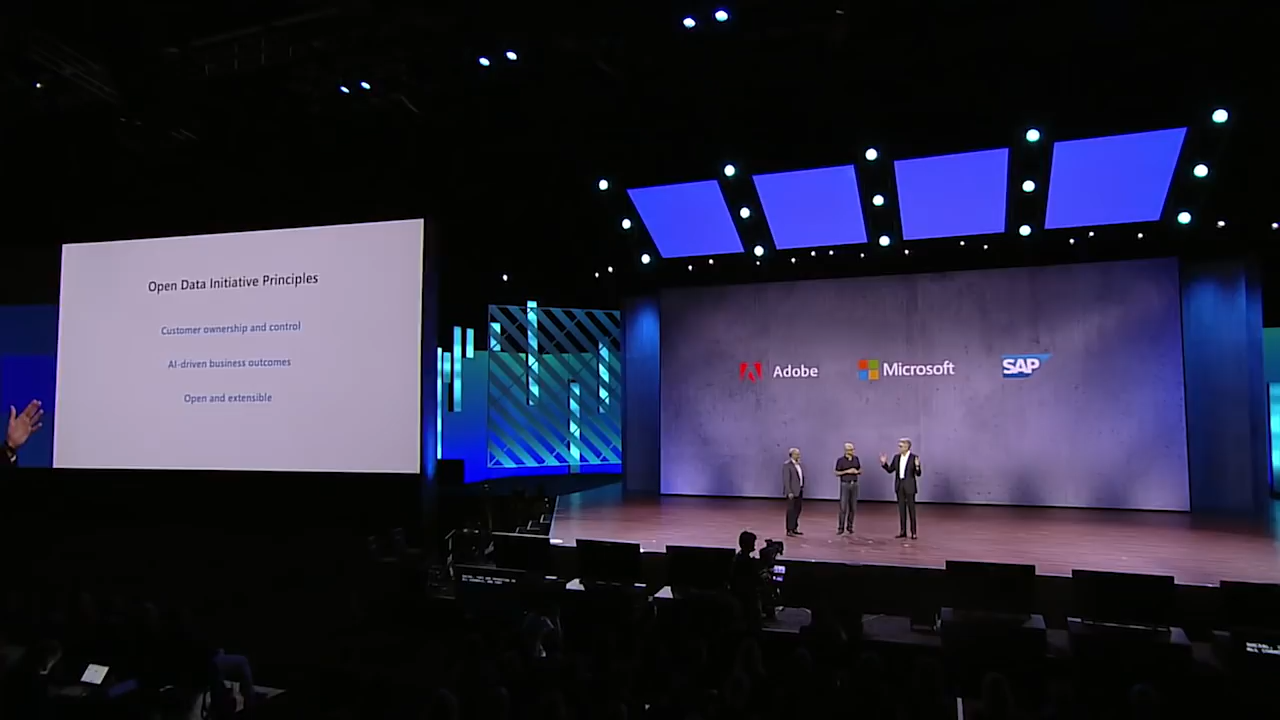 Open Data Initiative Principles
Customer ownership and control
AI-driven business outcomes
Open and extensible
Adobe
Microsoft
SAP